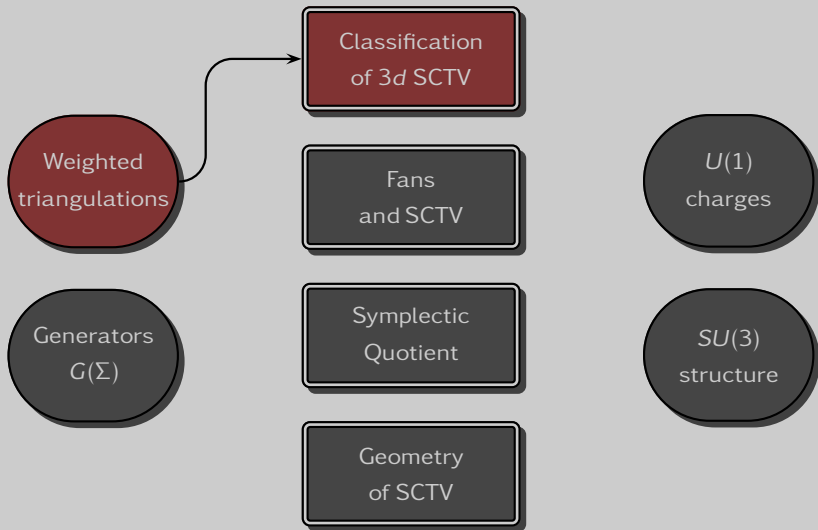 Classification
of 3d SCTV
Weighted
triangulations
Fans
and SCTV
U(1)
charges
Generators
G(Σ)
Symplectic
Quotient
SU(3)
structure
Geometry
of SCTV